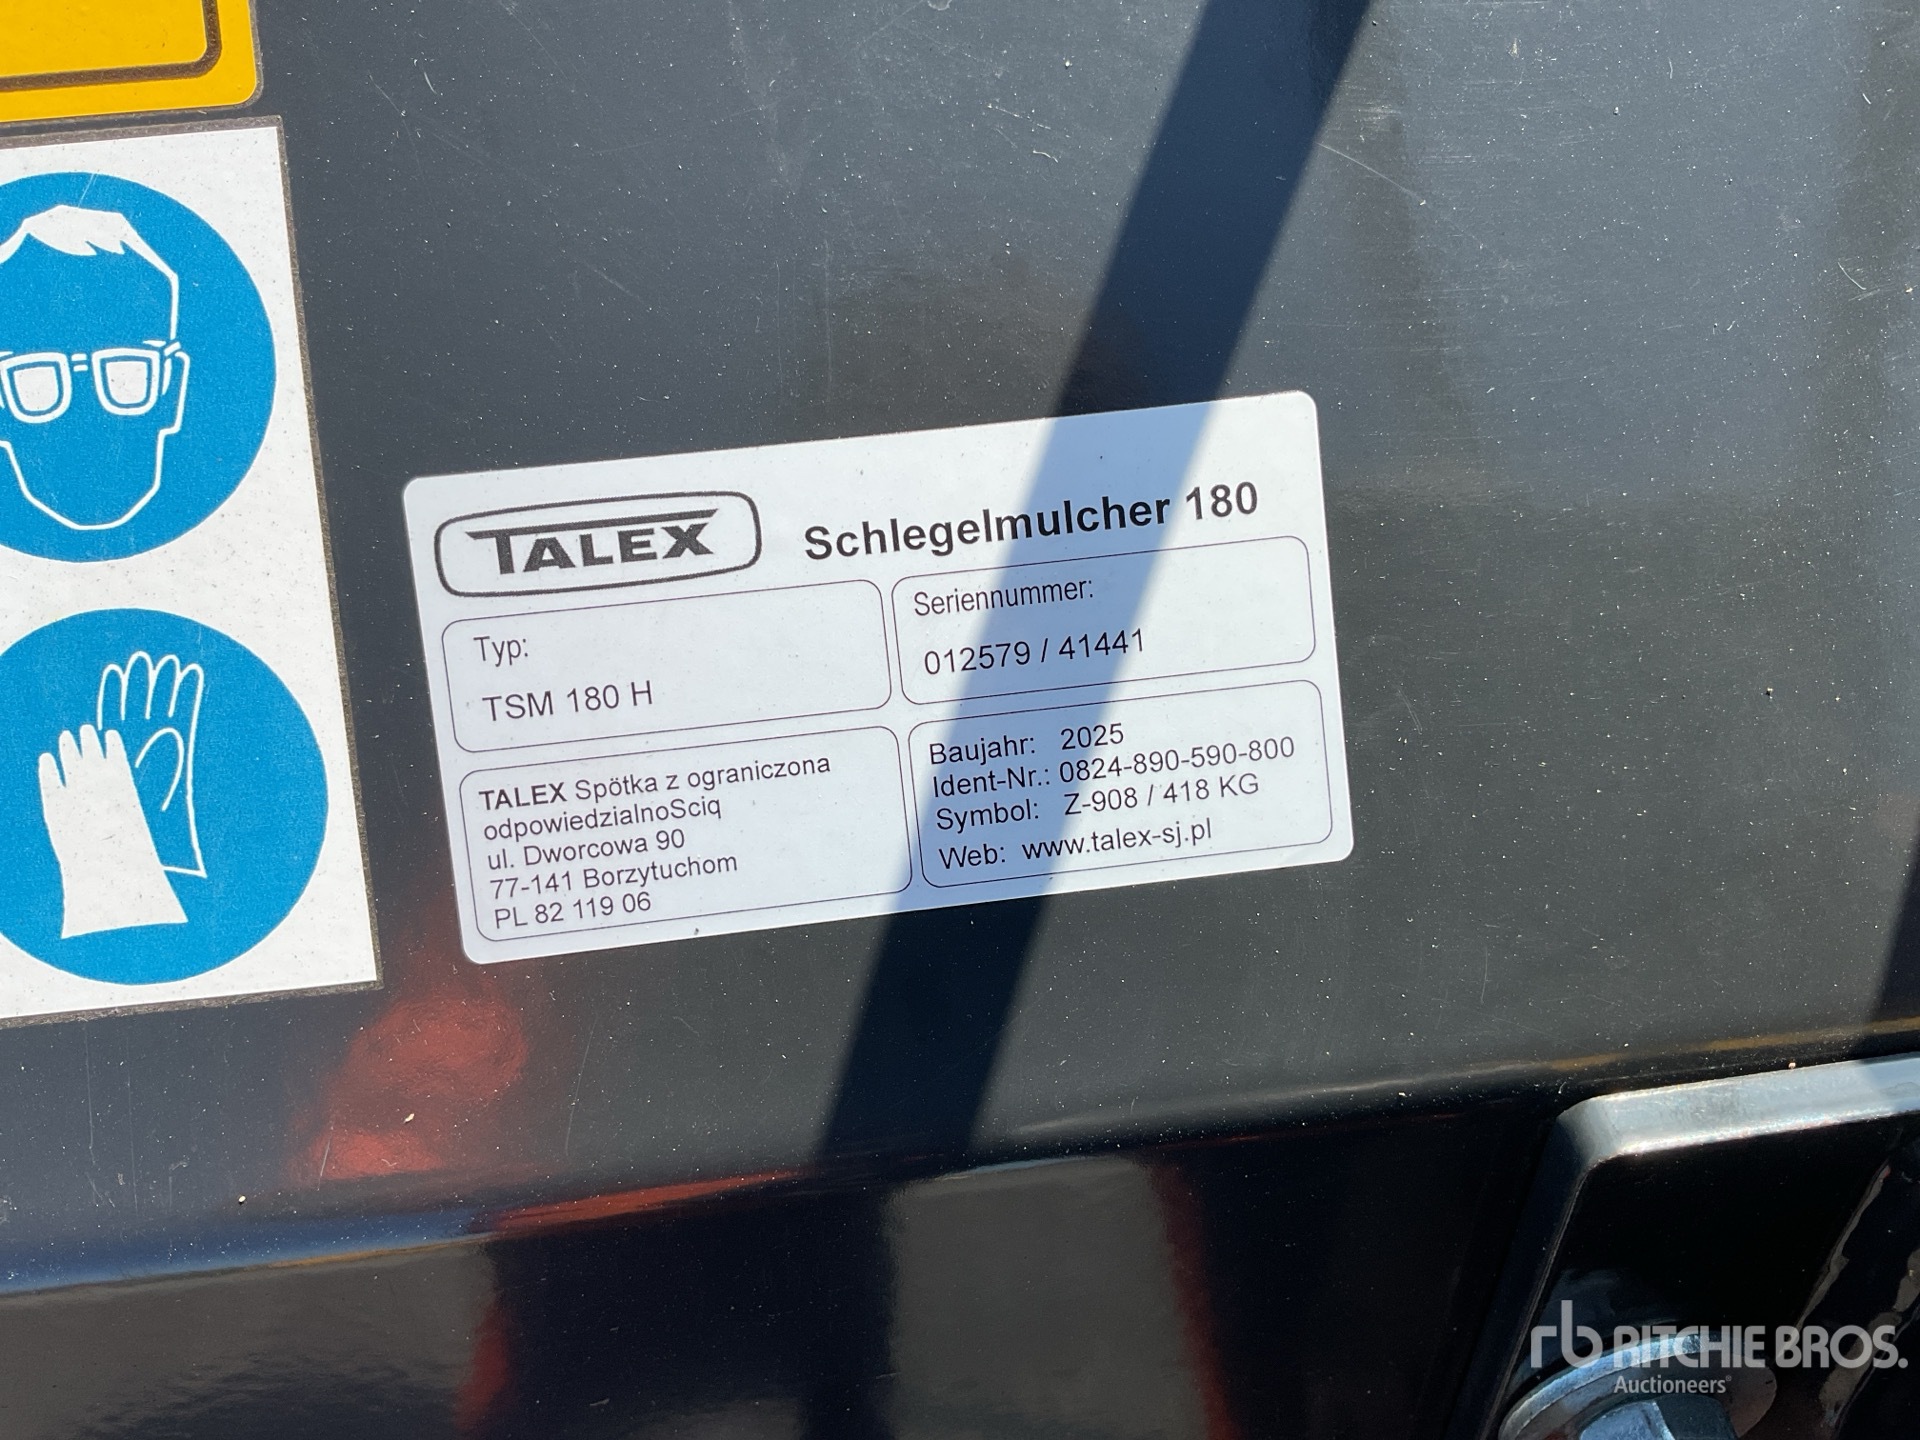 TALEX
Schlegelmulcher 180
Typ:
TSM 180 H
Seriennummer:
012579 / 41441
TALEX Spötka z ograniczona
odpowiedzialnoSciq
ul. Dworcowa 90
77-141 Borzytuchom
PL 82 119 06
Baujahr: 2025
Ident-Nr.: 0824-890-590-800
Symbol: Z-908 / 418 KG
Web: www.talex-sj.pl
rb RITCHIE BROS.
Auctioneers